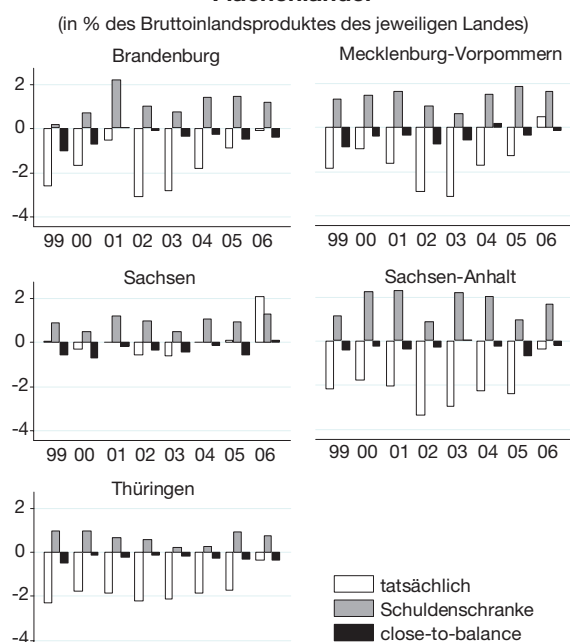 (in % des Bruttoinlandsproduktes des jeweiligen Landes)
Brandenburg
Mecklenburg-Vorpommern
2
0
-2
-4
99 00 01 02 03 04 05 06
99 00 01 02 03 04 05 06
Sachsen
Sachsen-Anhalt
2
0
-2
-4
99 00 01 02 03 04 05 06
99 00 01 02 03 04 05 06
Thüringen
2
0
-2
-4
tatsächlich
Schuldenschranke
close-to-balance